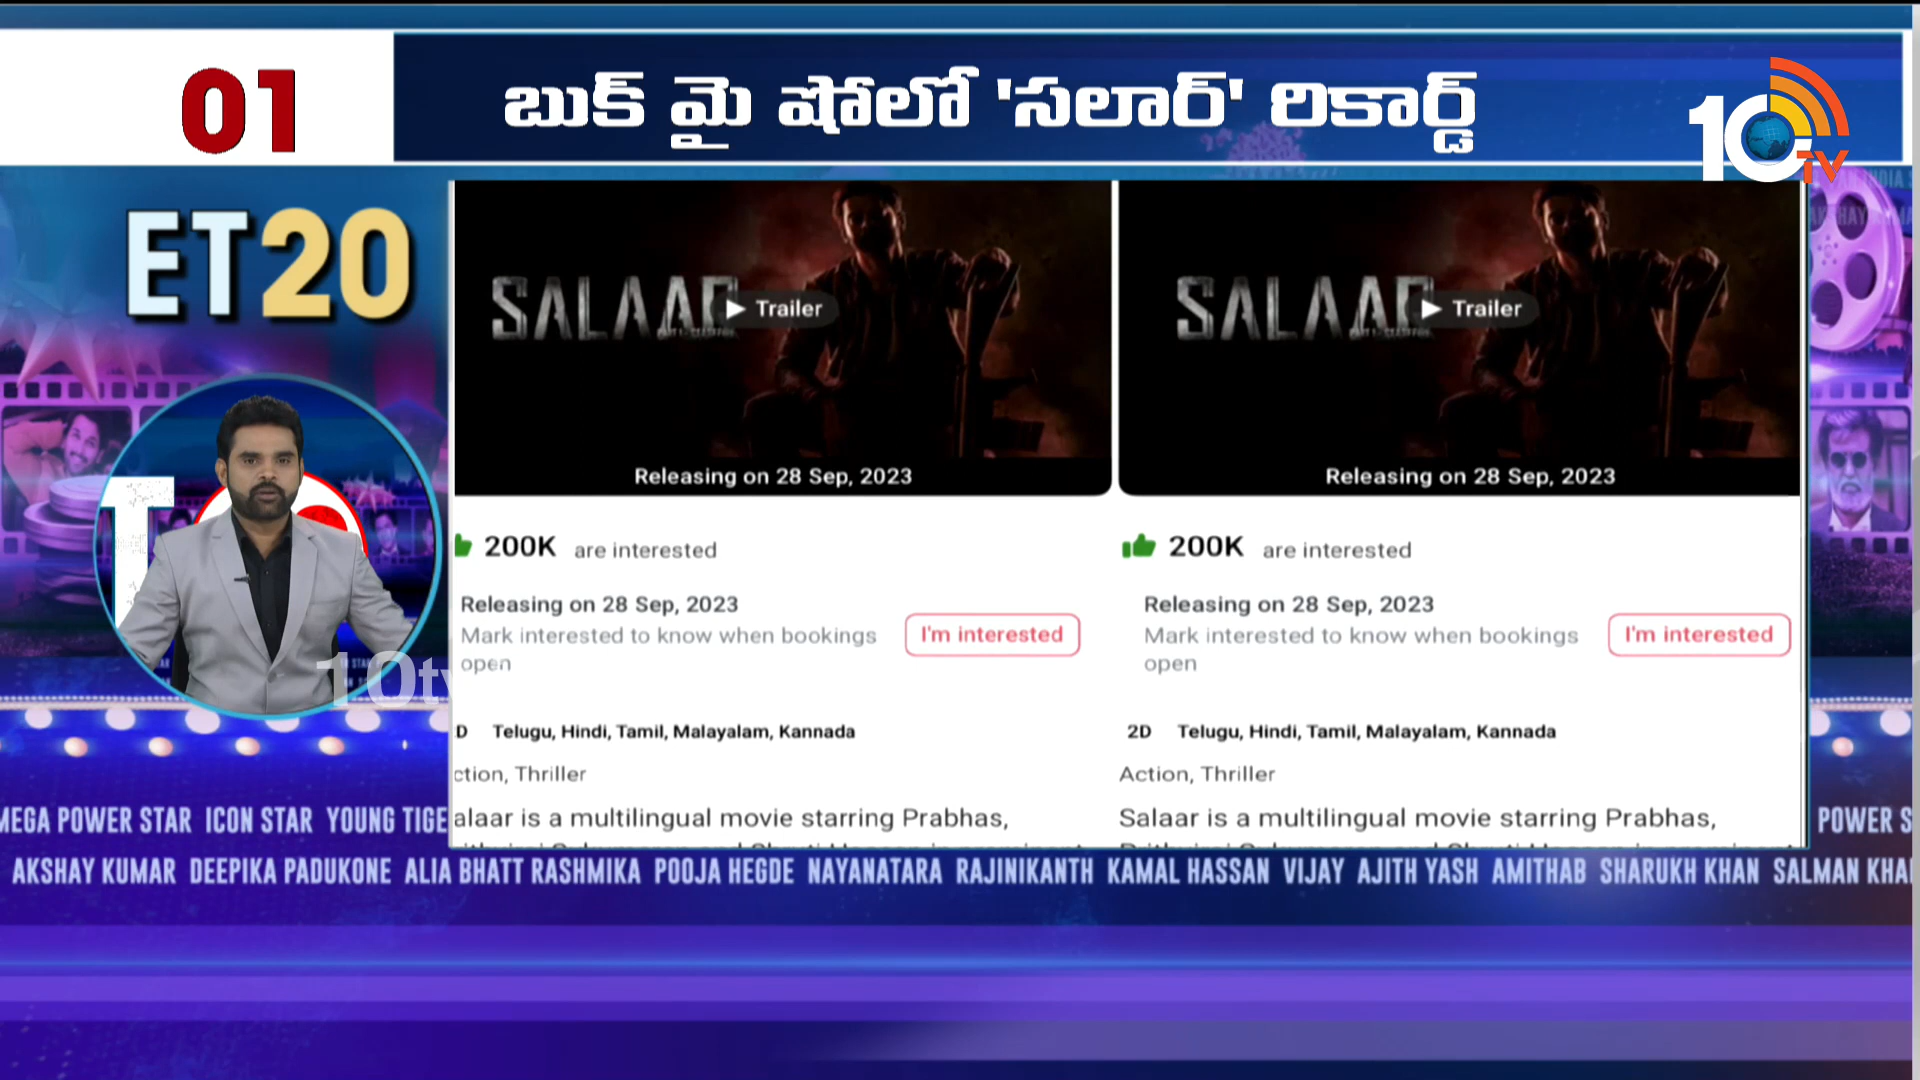 01
బుక్ మై షోలో 'సలార్' రికార్డ్
10TV
ET20
SALAAR
Trailer
Releasing on 28 Sep, 2023
200K are interested
Releasing on 28 Sep, 2023
Mark interested to know when bookings
open
I'm interested
D Telugu, Hindi, Tamil, Malayalam, Kannada
ction, Thriller
alaar is a multilingual movie starring Prabhas,
SALAAR
Trailer
Releasing on 28 Sep, 2023
200K are interested
Releasing on 28 Sep, 2023
Mark interested to know when bookings
open
I'm interested
2D Telugu, Hindi, Tamil, Malayalam, Kannada
Action, Thriller
Salaar is a multilingual movie starring Prabhas,
10tv
MEGA POWER STAR ICON STAR YOUNG TIGE
POWER S
AKSHAY KUMAR DEEPIKA PADUKONE ALIA BHATT RASHMIKA POOJA HEGDE NAYANATARA RAJINIKANTH KAMAL HASSAN VIJAY AJITH YASH AMITHAB SHARUKH KHAN SALMAN KHA